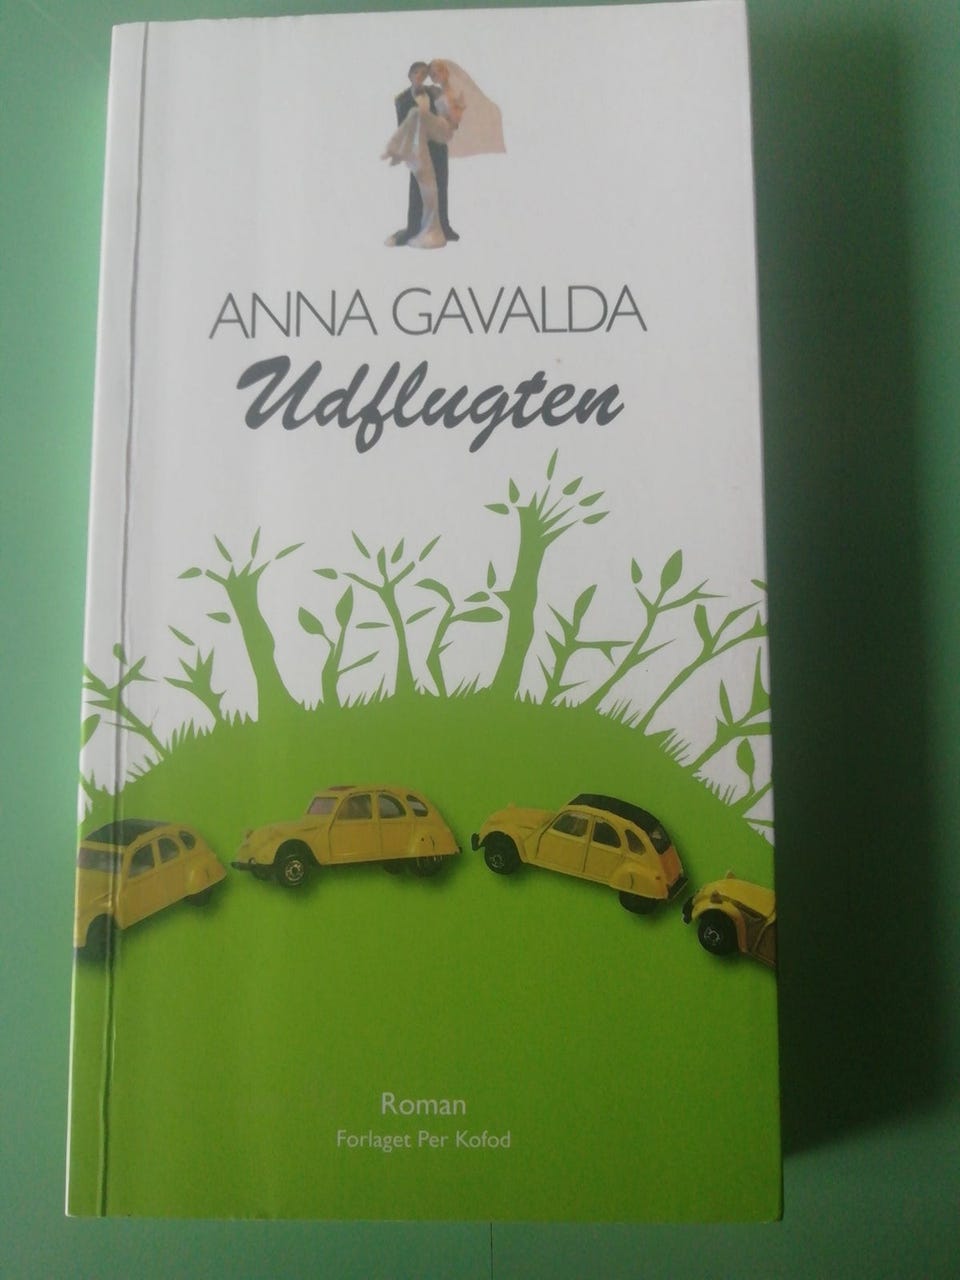 ANNA GAVALDA
Udflugten
Roman
Forlaget Per Kofod